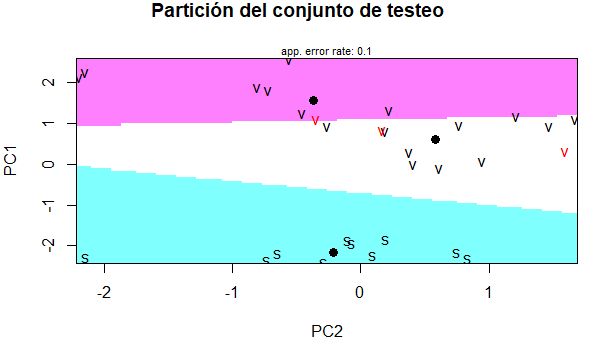 Partición del conjunto de testeo
app. error rate: 0.1
PC1
2
1
0
-1
-2
v v v v v
v v v v v v v v v v
v v v v v
s s s s s s s s s s
-2 -1 0 1
PC2